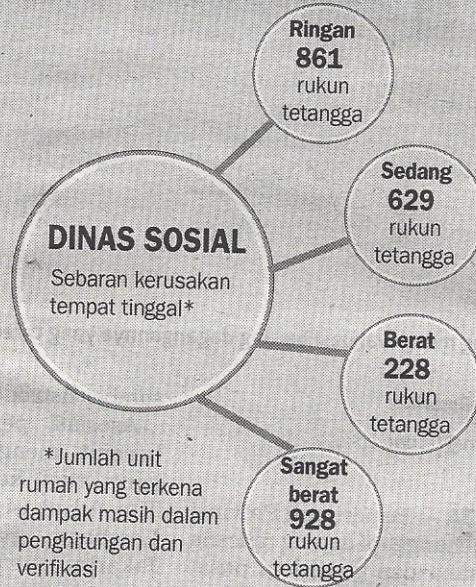 Ringan
861
rukun
tetangga
DINAS SOSIAL
Sebaran kerusakan
tempat tinggal*
Sedang
629
rukun
tetangga
Berat
228
rukun
tetangga
Sangat
berat
928
rukun
tetangga
*Jumlah unit
rumah yang terkena
dampak masih dalam
penghitungan dan
verifikasi